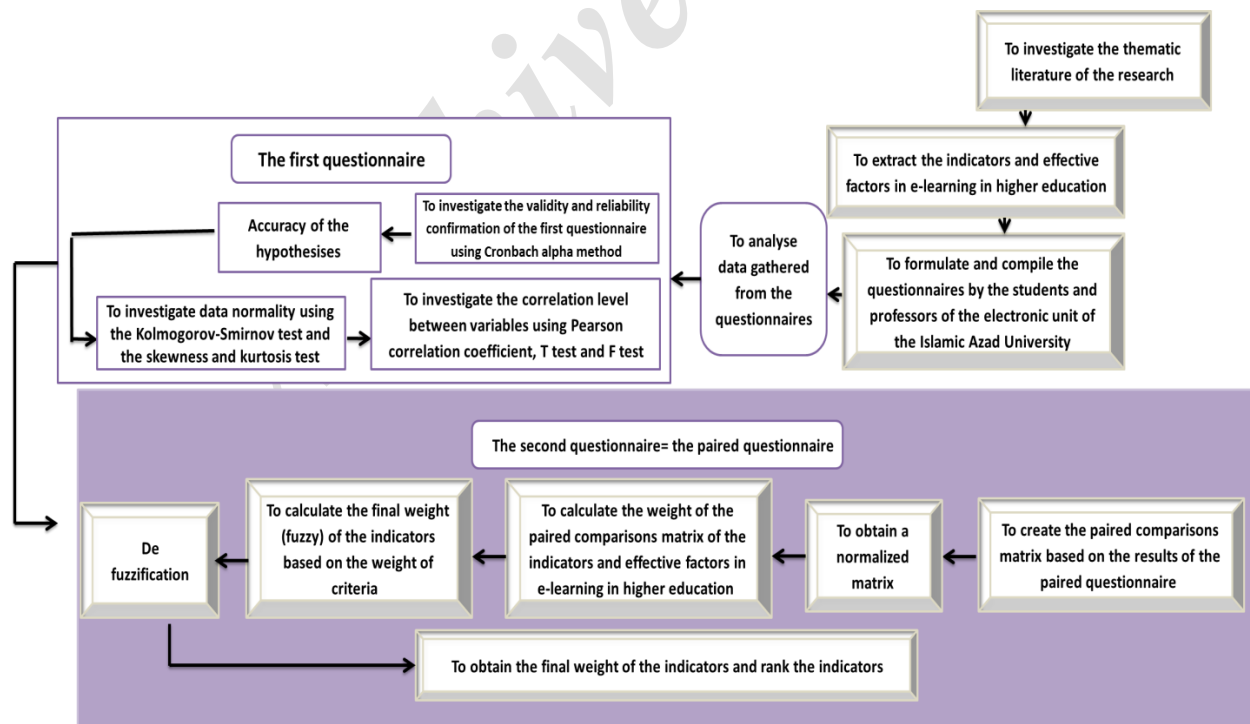 To investigate the thematic
literature of the research
To extract the indicators and effective
factors in e-learning in higher education
To formulate and compile the
questionnaires by the students and
professors of the electronic unit of
the Islamic Azad University
To analyse
data gathered
from the
questionnaires
The first questionnaire
To investigate the validity and reliability
confirmation of the first questionnaire
using Cronbach alpha method
Accuracy of the
hypothesises
To investigate data normality using
the Kolmogorov-Smirnov test and
the skewness and kurtosis test
To investigate the correlation level
between variables using Pearson
correlation coefficient, T test and F test
The second questionnaire= the paired questionnaire
To create the paired comparisons
matrix based on the results of the
paired questionnaire
To obtain a
normalized
matrix
To calculate the weight of the
paired comparisons matrix of the
indicators and effective factors in
e-learning in higher education
To calculate the final weight
(fuzzy) of the indicators
based on the weight of
criteria
De
fuzzification
To obtain the final weight of the indicators and rank the indicators